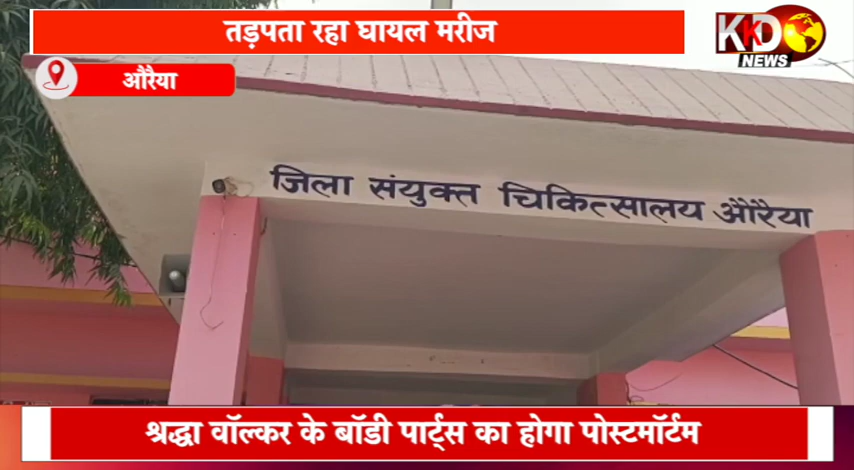 तड़पता रहा घायल मरीज
KKD
NEWS
औरैया
जिला संयुक्त चिकित्सालय औरैया
श्रद्धा वॉल्कर के बॉडी पार्ट्स का होगा पोस्टमॉर्टम